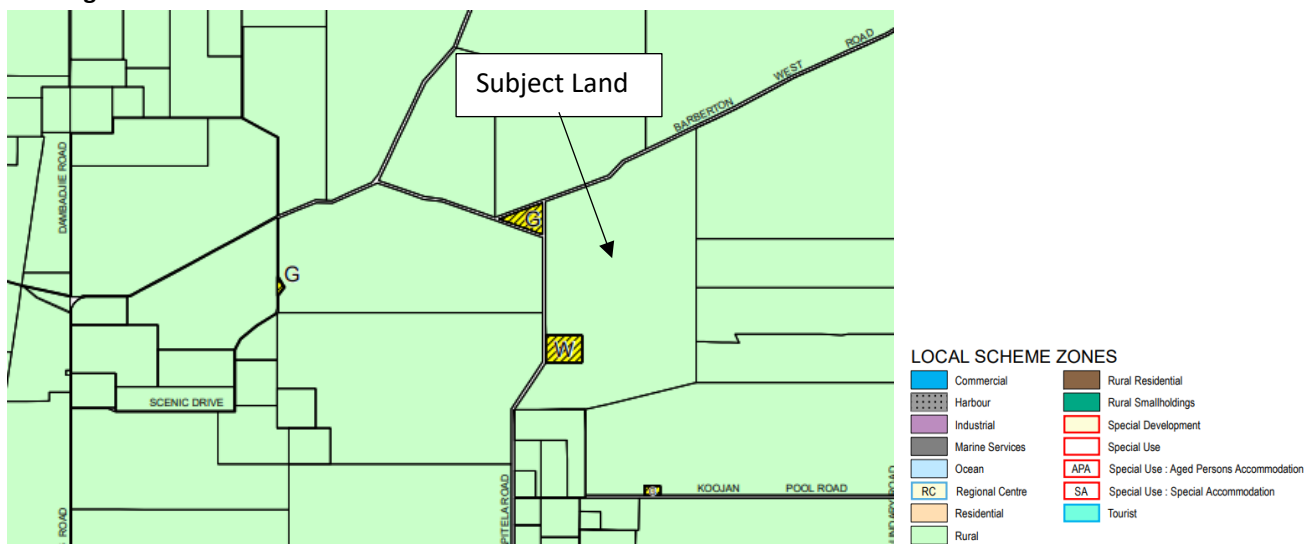 Subject Land
BARBERTON WEST ROAD
DAMBADJIE ROAD
G
G
W
SCENIC DRIVE
KOOJAN POOL ROAD
PITELA ROAD
ROAD
UNDARY ROAD
LOCAL SCHEME ZONES
Commercial
Harbour
Industrial
Marine Services
Ocean
RC Regional Centre
Residential
Rural
Rural Residential
Rural Smallholdings
Special Development
Special Use
APA Special Use : Aged Persons Accommodation
SA Special Use : Special Accommodation
Tourist